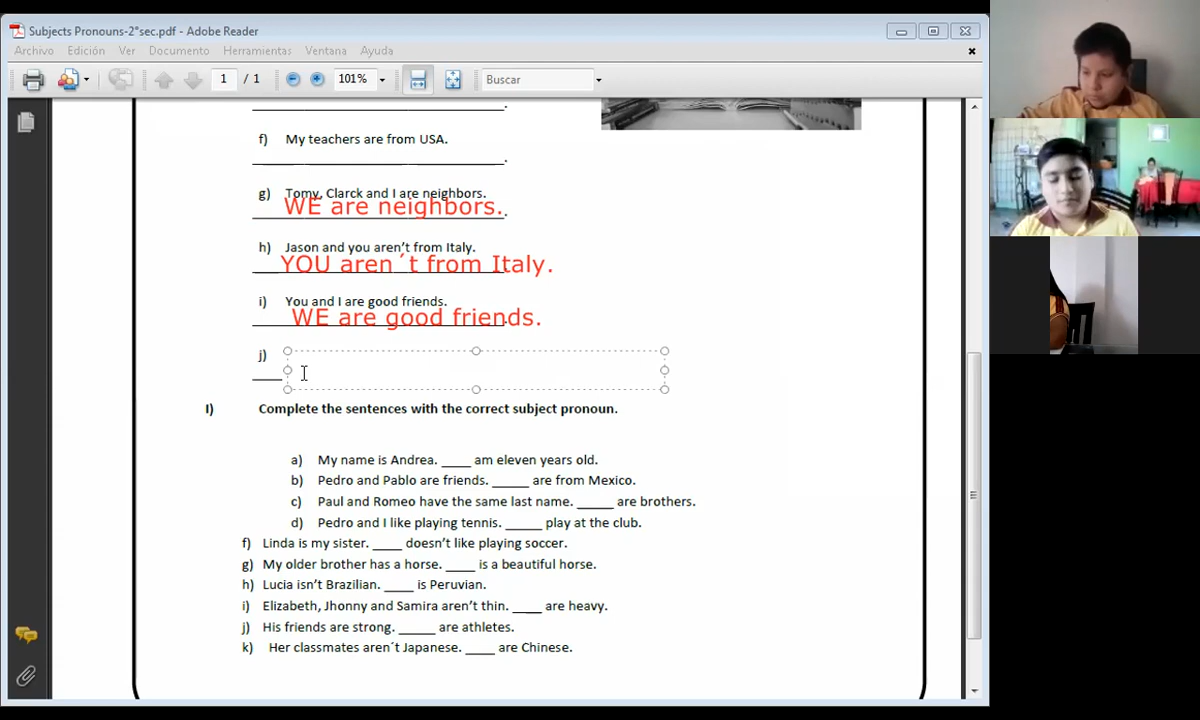 Subjects Pronouns-2°sec.pdf - Adobe Reader
Archivo Edición Ver Documento Herramientas Ventana Ayuda
1 / 1 101% Buscar
f) My teachers are from USA.
g) Tomy, Clarck and I are neighbors.
WE are neighbors.
h) Jason and you aren't from Italy.
YOU aren´t from Italy.
i) You and I are good friends.
WE are good friends.
j)
I) Complete the sentences with the correct subject pronoun.
a) My name is Andrea. ____ am eleven years old.
b) Pedro and Pablo are friends. _____ are from Mexico.
c) Paul and Romeo have the same last name. _____ are brothers.
d) Pedro and I like playing tennis. _____ play at the club.
f) Linda is my sister. ____ doesn't like playing soccer.
g) My older brother has a horse. ____ is a beautiful horse.
h) Lucia isn't Brazilian. ____ is Peruvian.
i) Elizabeth, Jhonny and Samira aren't thin. ____ are heavy.
j) His friends are strong. _____ are athletes.
k) Her classmates aren´t Japanese. ____ are Chinese.